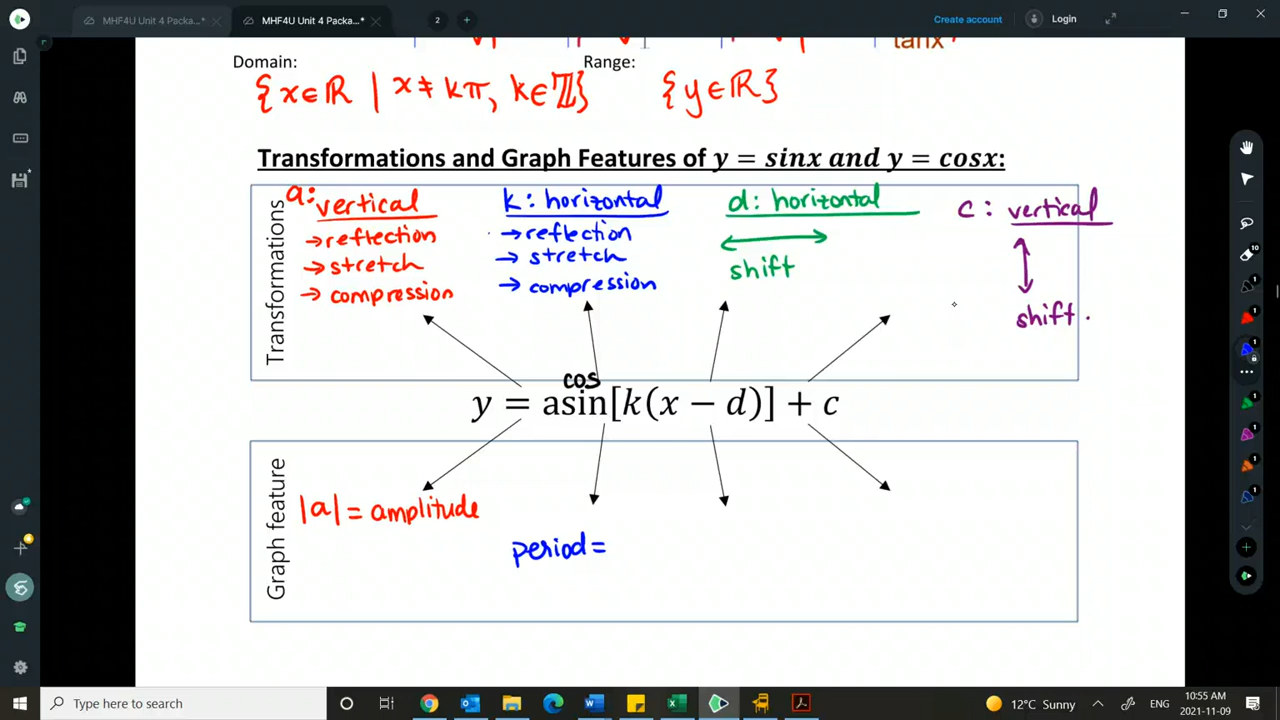 MHF4U Unit 4 Packa...*
MHF4U Unit 4 Packa...*
2
Create account
Login
tanx
Domain:
Range:
{x∈ℝ | x ≠ kπ, k∈ℤ}
{y∈ℝ}
Transformations and Graph Features of y = sinx and y = cosx:
Transformations
a: vertical
→ reflection
→ stretch
→ compression
k: horizontal
→ reflection
→ stretch
→ compression
d: horizontal
shift
c: vertical
shift.
cos
y = asin[k(x − d)] + c
Graph feature
|a| = amplitude
period =
Type here to search
12°C Sunny
ENG
10:55 AM
2021-11-09